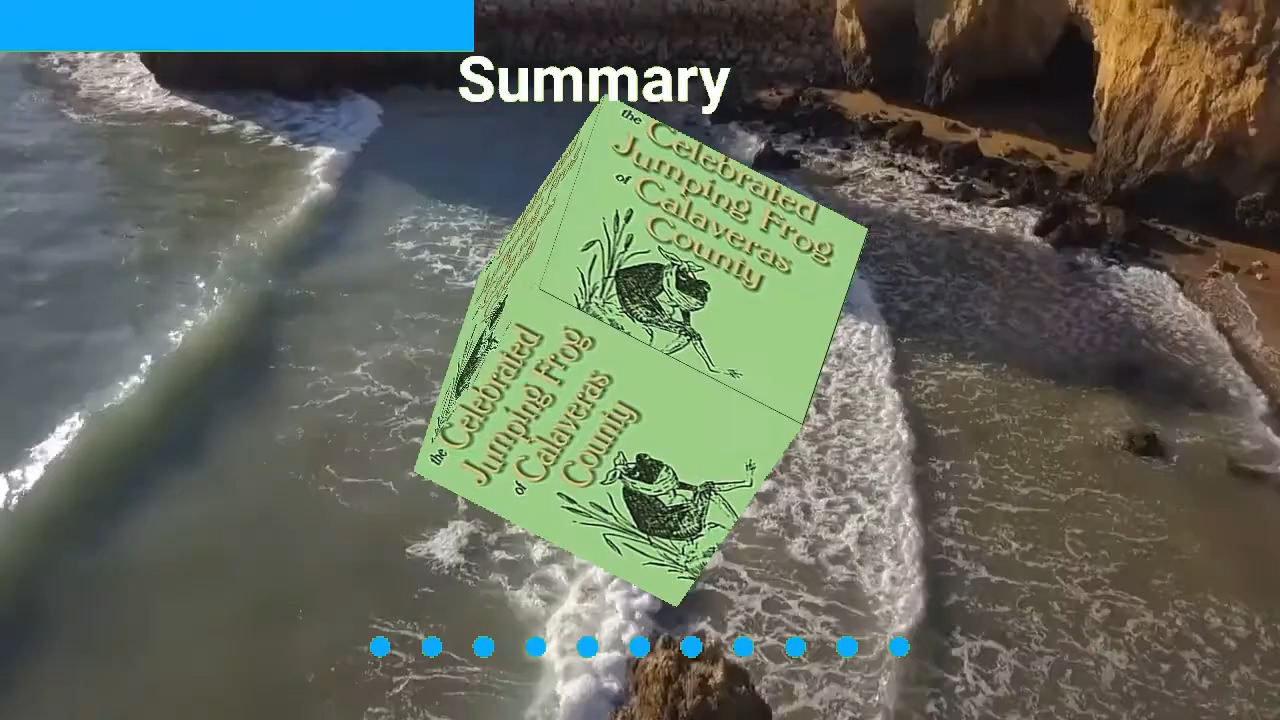 Summary
the Celebrated
Jumping Frog
of Calaveras
County
the Celebrated
Jumping Frog
of Calaveras
County